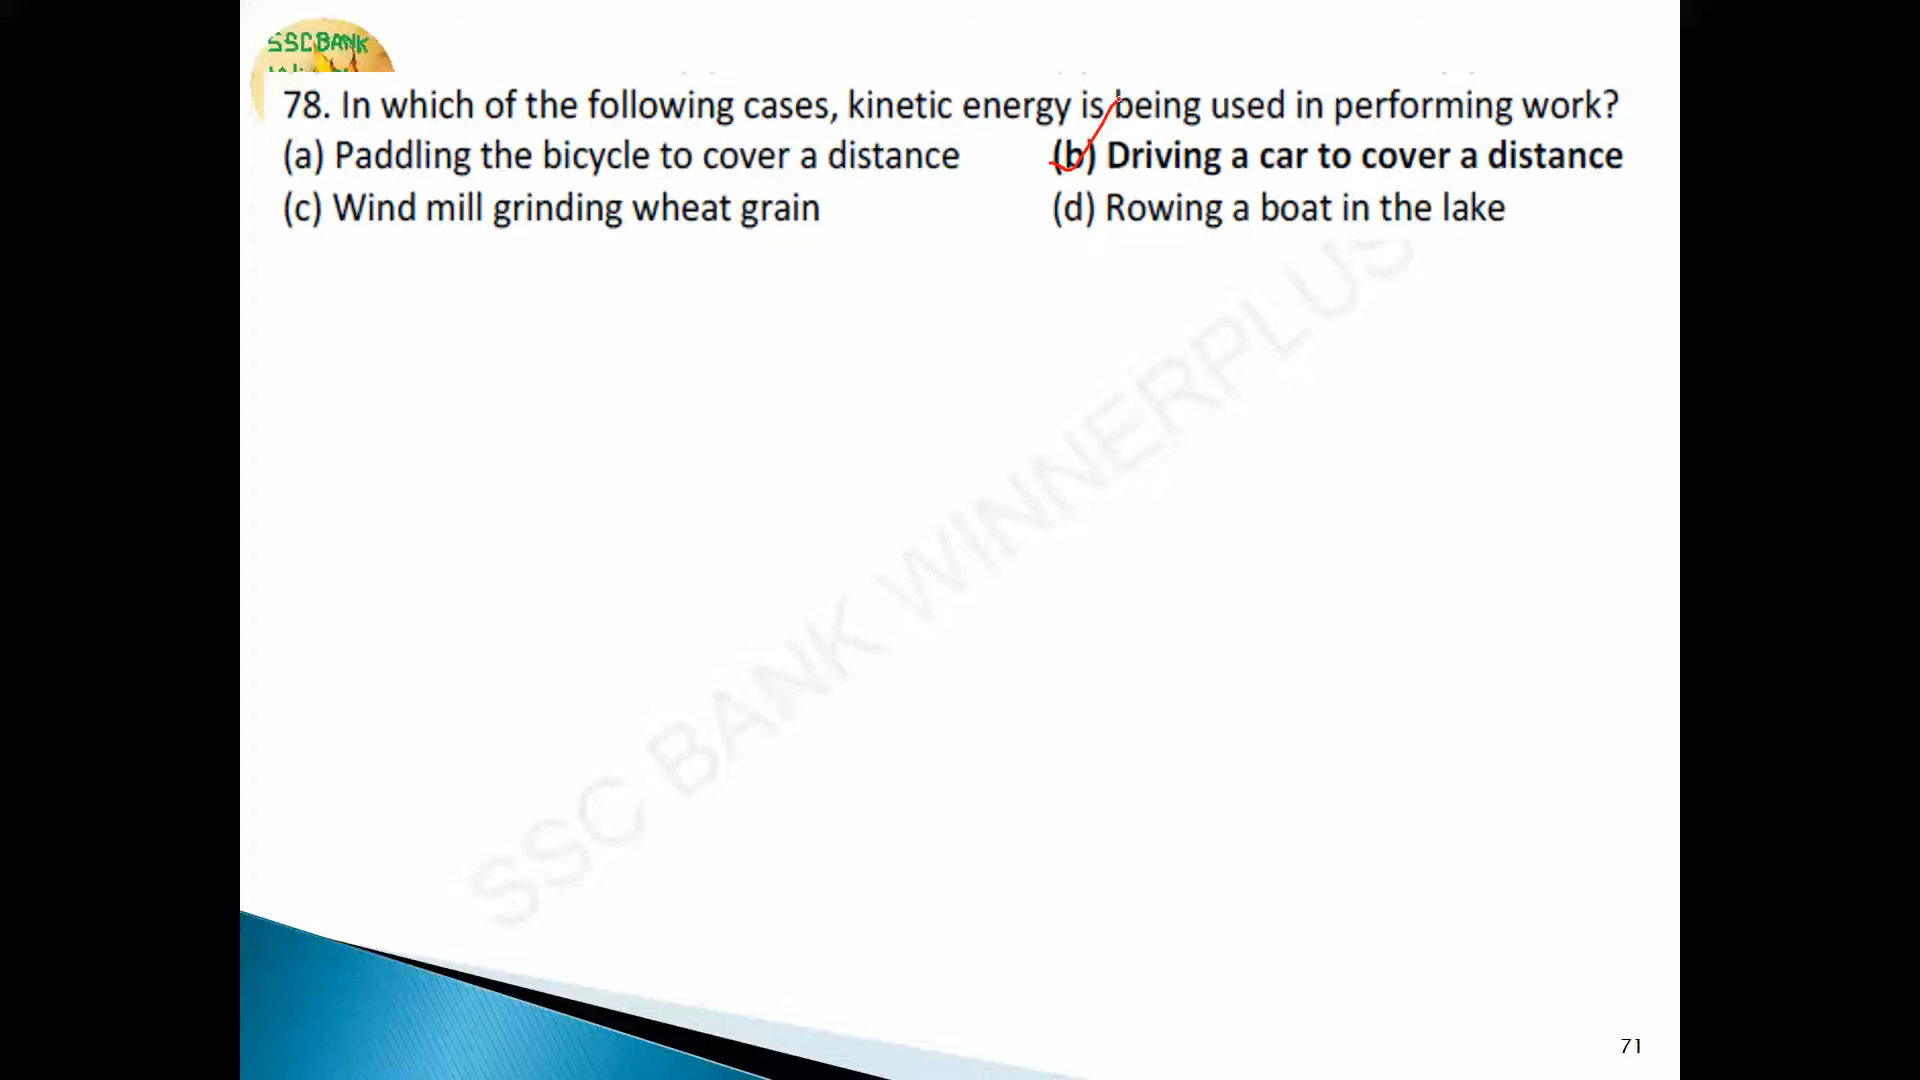 SSC BANK
78. In which of the following cases, kinetic energy is being used in performing work?
(a) Paddling the bicycle to cover a distance (b) Driving a car to cover a distance
(c) Wind mill grinding wheat grain (d) Rowing a boat in the lake
SSC BANK WINNERPLUS
71